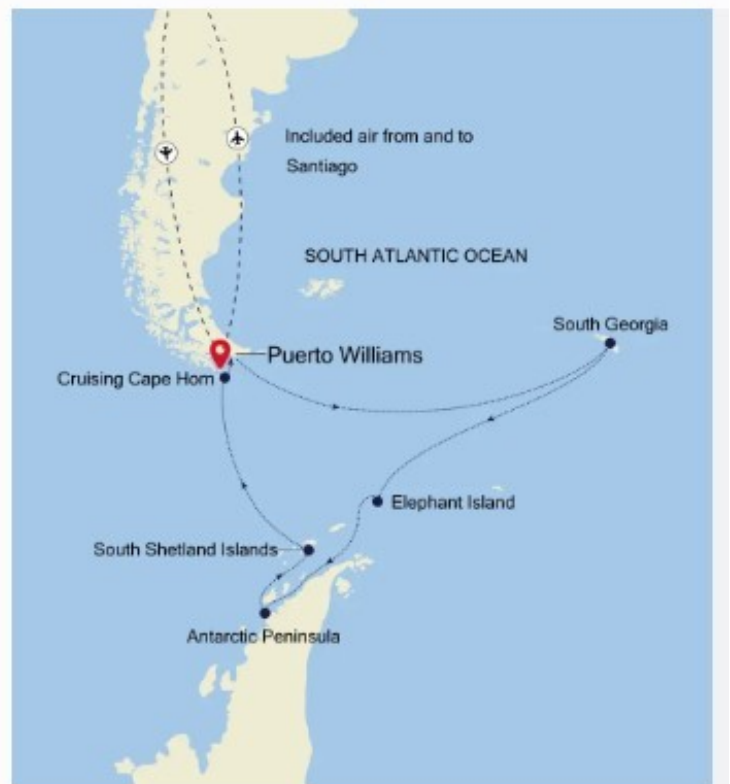 Included air from and to
Santiago
SOUTH ATLANTIC OCEAN
South Georgia
Puerto Williams
Cruising Cape Horn
Elephant Island
South Shetland Islands
Antarctic Peninsula